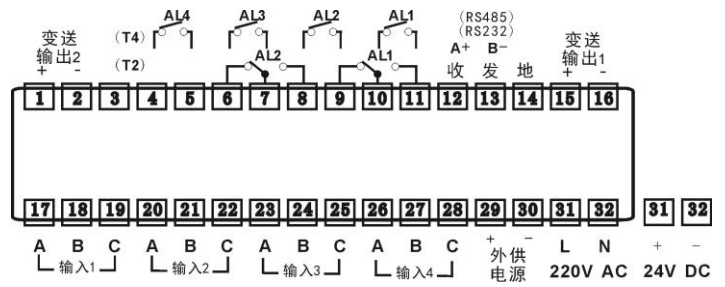 AL4 AL3 AL2 AL1 (RS485)
变送 (T4) (RS232) 变送
输出2 AL2 AL1 A+ B− 输出1
+ - (T2) 收 发 地 + -
1 2 3 4 5 6 7 8 9 10 11 12 13 14 15 16
17 18 19 20 21 22 23 24 25 26 27 28 29 30 31 32 31 32
A B C A B C A B C A B C + − L N + −
输入1 输入2 输入3 输入4 外供
电源 220V AC 24V DC